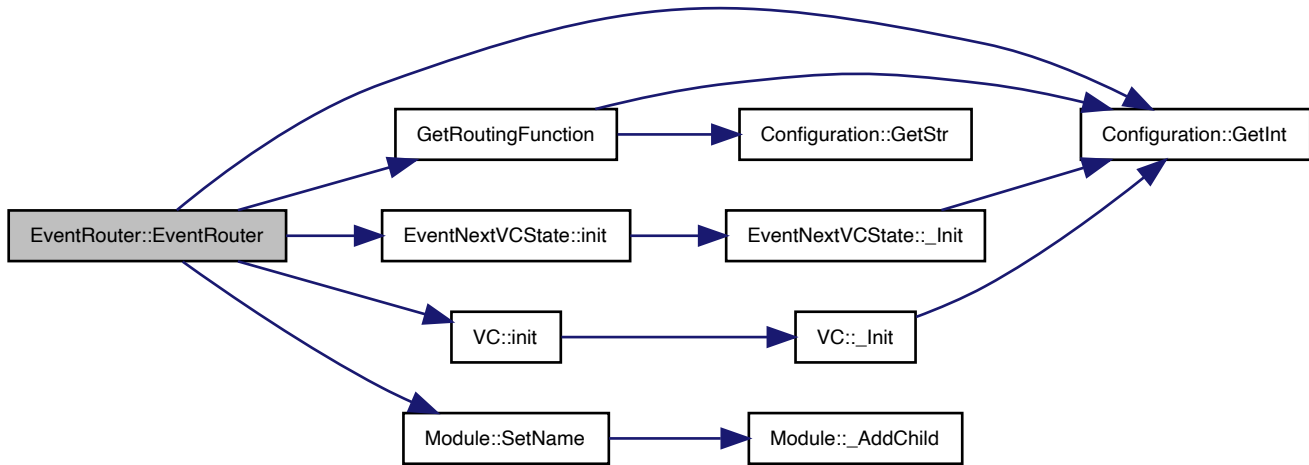 GetRoutingFunction
Configuration::GetStr
Configuration::GetInt
EventRouter::EventRouter
EventNextVCState::init
EventNextVCState::_Init
VC::init
VC::_Init
Module::SetName
Module::_AddChild